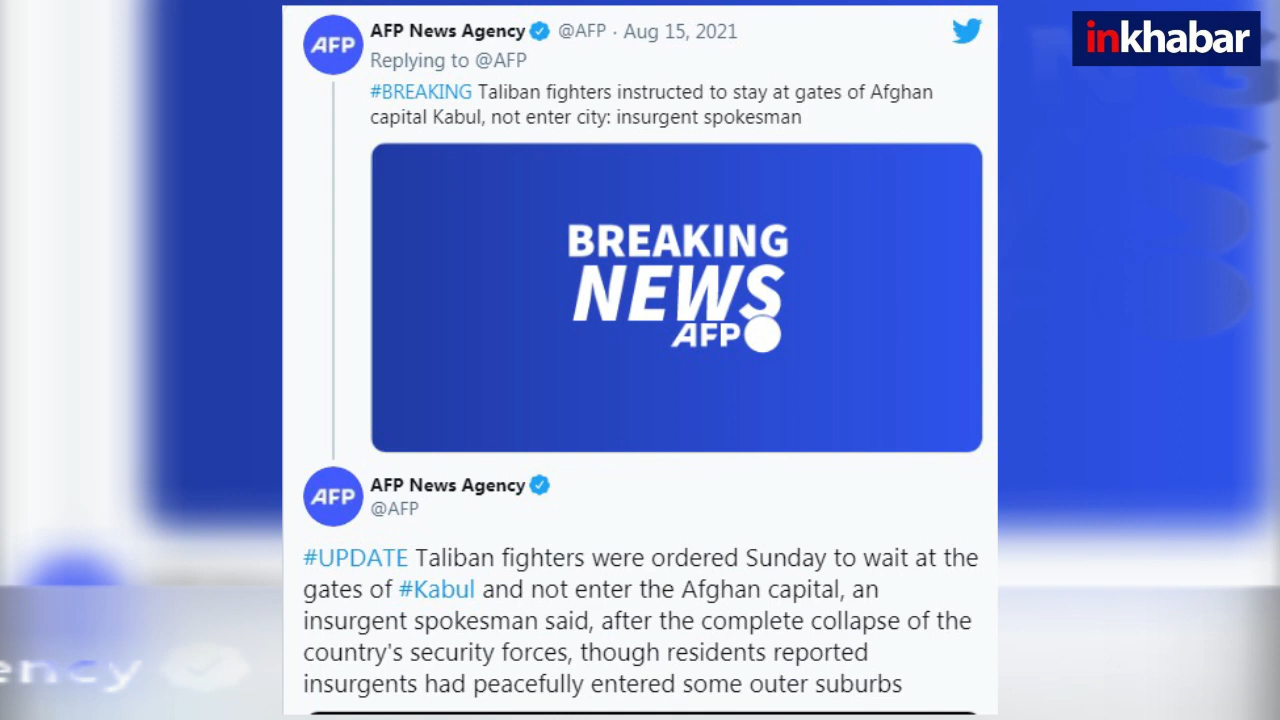 inkhabar
AFP
AFP News Agency @AFP · Aug 15, 2021
Replying to @AFP
#BREAKING Taliban fighters instructed to stay at gates of Afghan
capital Kabul, not enter city: insurgent spokesman
BREAKING
NEWS
AFP
AFP
AFP News Agency
@AFP
#UPDATE Taliban fighters were ordered Sunday to wait at the
gates of #Kabul and not enter the Afghan capital, an
insurgent spokesman said, after the complete collapse of the
country's security forces, though residents reported
insurgents had peacefully entered some outer suburbs